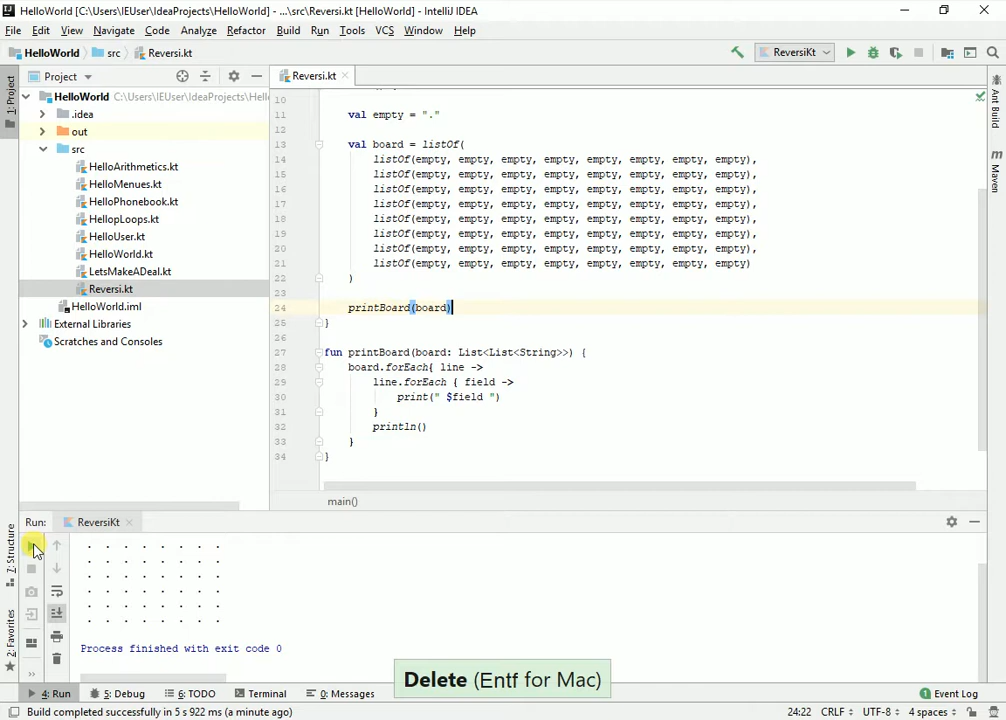 HelloWorld [C:\Users\IEUser\IdeaProjects\HelloWorld] - ...\src\Reversi.kt [HelloWorld] - IntelliJ IDEA
File Edit View Navigate Code Analyze Refactor Build Run Tools VCS Window Help
HelloWorld src Reversi.kt ReversiKt
1: Project
Project
Reversi.kt
HelloWorld C:\Users\IEUser\IdeaProjects\Hell
.idea
out
src
HelloArithmetics.kt
HelloMenues.kt
HelloPhonebook.kt
HellopLoops.kt
HelloUser.kt
HelloWorld.kt
LetsMakeADeal.kt
Reversi.kt
HelloWorld.iml
External Libraries
Scratches and Consoles
10
11 val empty = "."
12
13 val board = listOf(
14 listOf(empty, empty, empty, empty, empty, empty, empty, empty),
15 listOf(empty, empty, empty, empty, empty, empty, empty, empty),
16 listOf(empty, empty, empty, empty, empty, empty, empty, empty),
17 listOf(empty, empty, empty, empty, empty, empty, empty, empty),
18 listOf(empty, empty, empty, empty, empty, empty, empty, empty),
19 listOf(empty, empty, empty, empty, empty, empty, empty, empty),
20 listOf(empty, empty, empty, empty, empty, empty, empty, empty),
21 listOf(empty, empty, empty, empty, empty, empty, empty, empty)
22 )
23
24 printBoard(board)
25 }
26
27 fun printBoard(board: List<List<String>>) {
28 board.forEach{ line ->
29 line.forEach { field ->
30 print(" $field ")
31 }
32 println()
33 }
34 }
main()
Ant Build
Maven
Z: Structure
2: Favorites
Run: ReversiKt
. . . . . . . .
. . . . . . . .
. . . . . . . .
. . . . . . . .
. . . . . . . .
. . . . . . . .
Process finished with exit code 0
Delete (Entf for Mac)
4: Run 5: Debug 6: TODO Terminal 0: Messages Event Log
Build completed successfully in 5 s 922 ms (a minute ago) 24:22 CRLF UTF-8 4 spaces